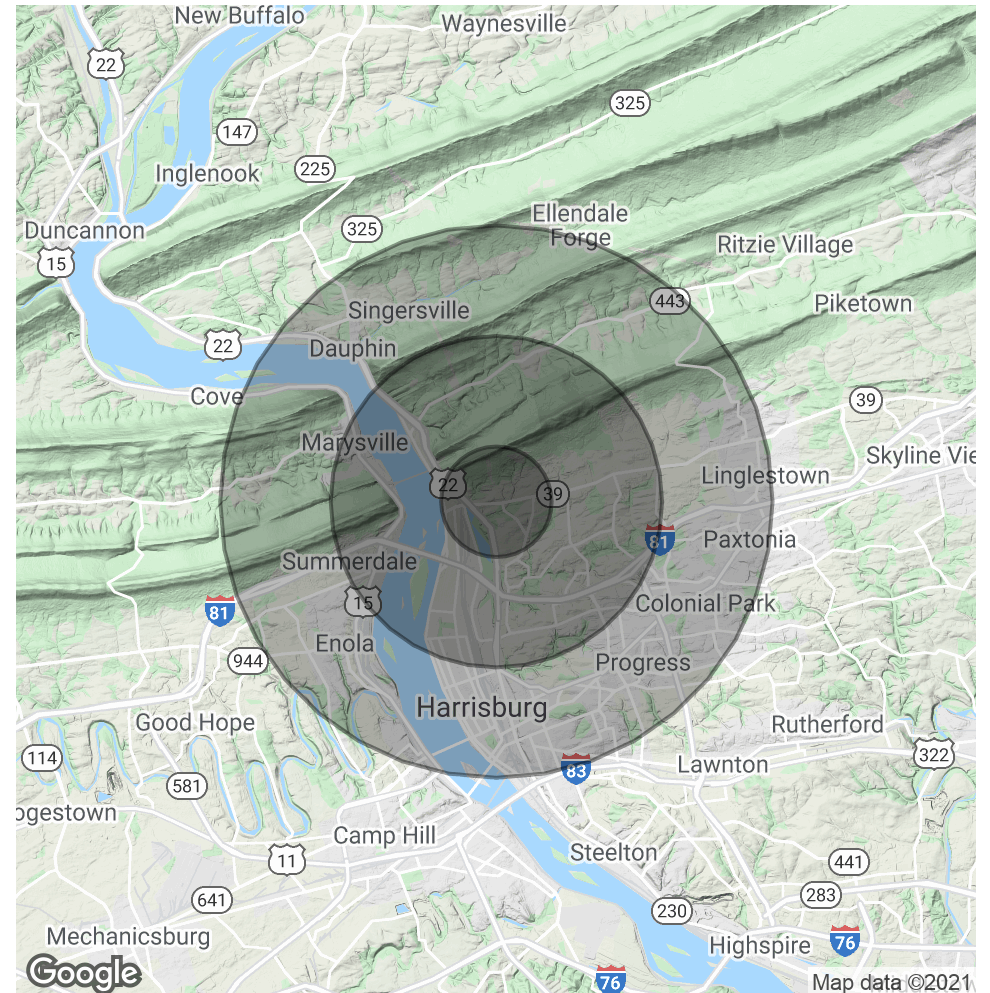 New Buffalo
Waynesville
22
325
147
225
Inglenook
Duncannon
325
Ellendale
Forge
Ritzie Village
15
443
Piketown
Singersville
22
Dauphin
Cove
39
Marysville
Skyline Vie
Linglestown
22
39
81
Paxtonia
Summerdale
15
81
Colonial Park
Enola
944
Progress
Harrisburg
Good Hope
Rutherford
114
322
83
Lawnton
581
ogestown
Camp Hill
11
Steelton
441
641
283
230
Mechanicsburg
Highspire
76
Google
76
Map data ©2021